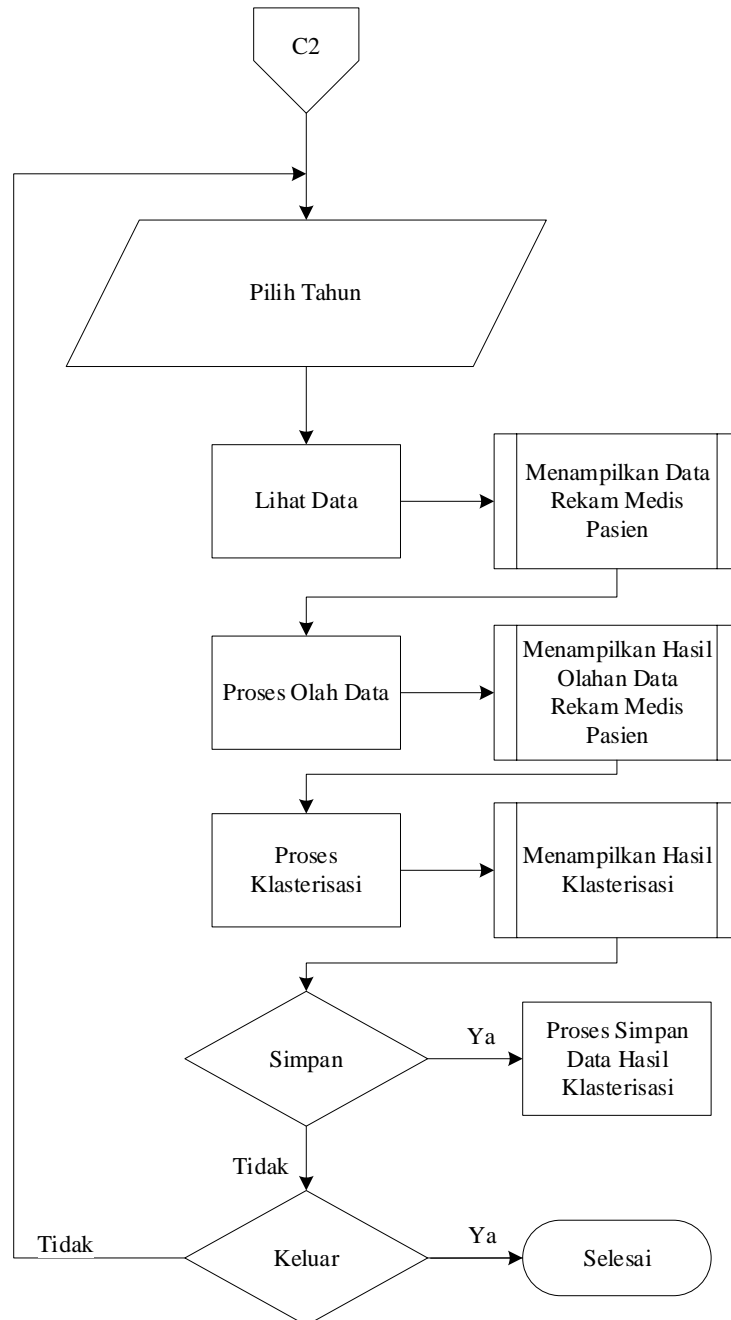 C2
Pilih Tahun
Lihat Data
Menampilkan Data
Rekam Medis
Pasien
Proses Olah Data
Menampilkan Hasil
Olahan Data
Rekam Medis
Pasien
Proses
Klasterisasi
Menampilkan Hasil
Klasterisasi
Simpan
Ya
Proses Simpan
Data Hasil
Klasterisasi
Tidak
Keluar
Ya
Selesai
Tidak